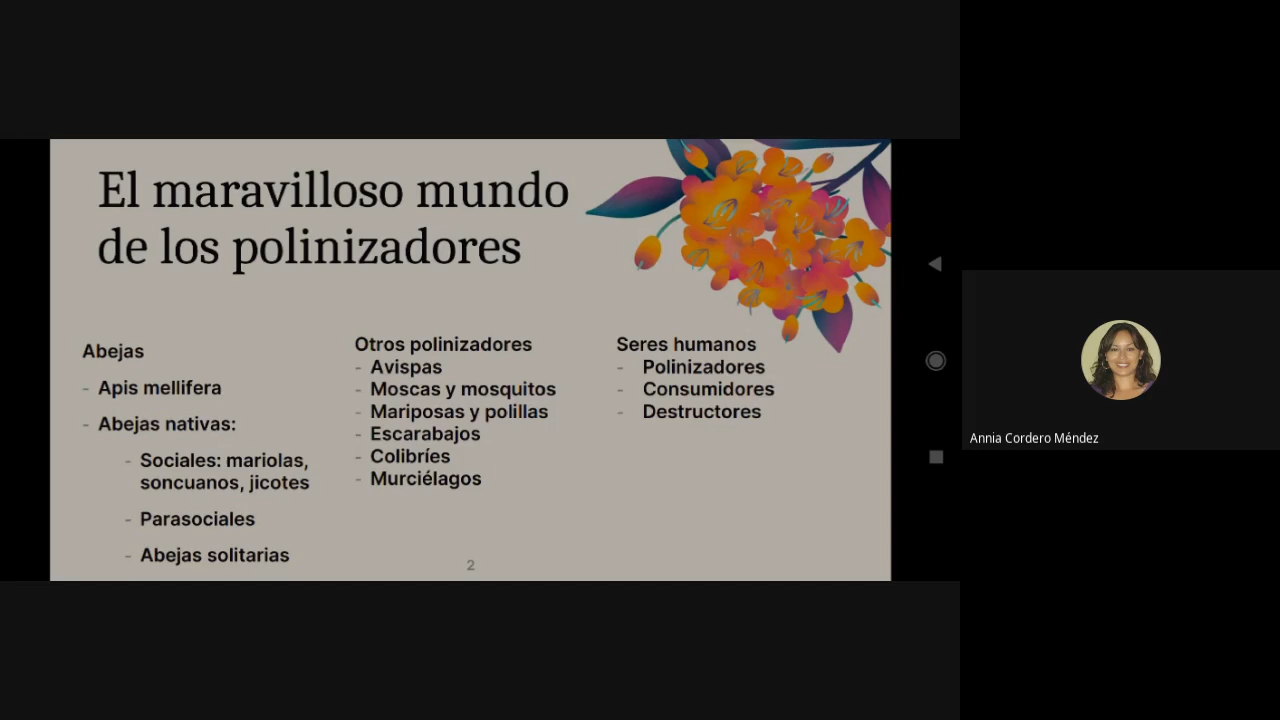 El maravilloso mundo
de los polinizadores
Abejas
- Apis mellifera
- Abejas nativas:
- Sociales: mariolas,
soncuanos, jicotes
- Parasociales
- Abejas solitarias
Otros polinizadores
- Avispas
- Moscas y mosquitos
- Mariposas y polillas
- Escarabajos
- Colibríes
- Murciélagos
Seres humanos
- Polinizadores
- Consumidores
- Destructores
2
Annia Cordero Méndez